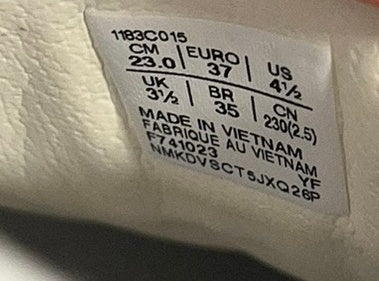 1183C015
CM EURO US
23.0 37 4½
UK BR CN
3½ 35 230(2.5)
MADE IN VIETNAM
FABRIQUE AU VIETNAM
F741023 YF
NMKDVSCT5JXQ26P